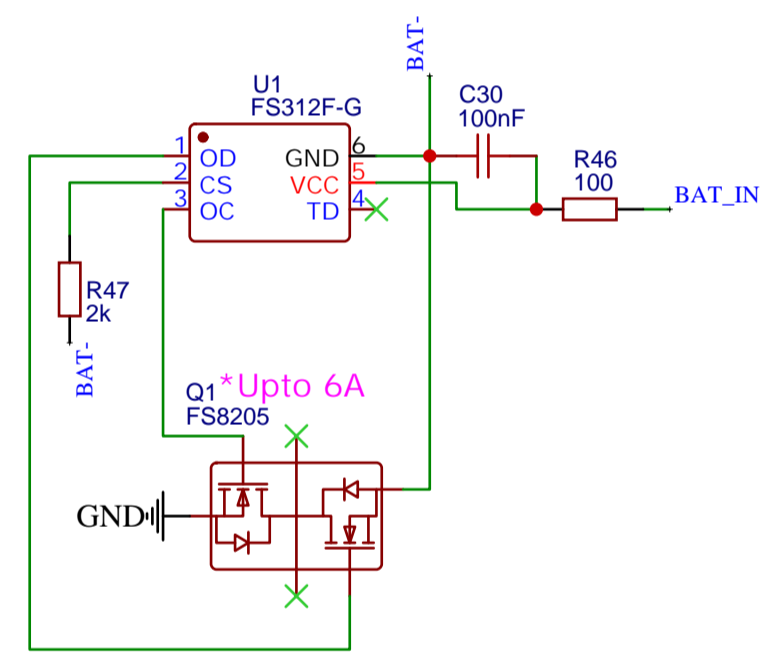 BAT-
U1
FS312F-G
C30
100nF
1 OD
2 CS
3 OC
GND 6
VCC 5
TD 4
R46
100
BAT_IN
R47
2k
BAT-
Q1 *Upto 6A
FS8205
GND